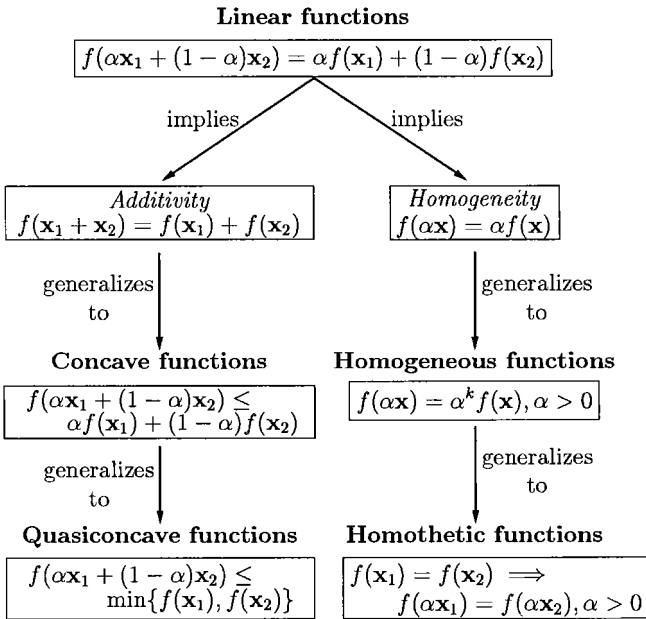 Linear functions
f(αx₁ + (1 − α)x₂) = αf(x₁) + (1 − α)f(x₂)
implies
implies
Additivity
f(x₁ + x₂) = f(x₁) + f(x₂)
Homogeneity
f(αx) = αf(x)
generalizes
to
generalizes
to
Concave functions
f(αx₁ + (1 − α)x₂) ≤
αf(x₁) + (1 − α)f(x₂)
Homogeneous functions
f(αx) = αᵏf(x), α > 0
generalizes
to
generalizes
to
Quasiconcave functions
f(αx₁ + (1 − α)x₂) ≤
min{f(x₁), f(x₂)}
Homothetic functions
f(x₁) = f(x₂) ⟹
f(αx₁) = f(αx₂), α > 0